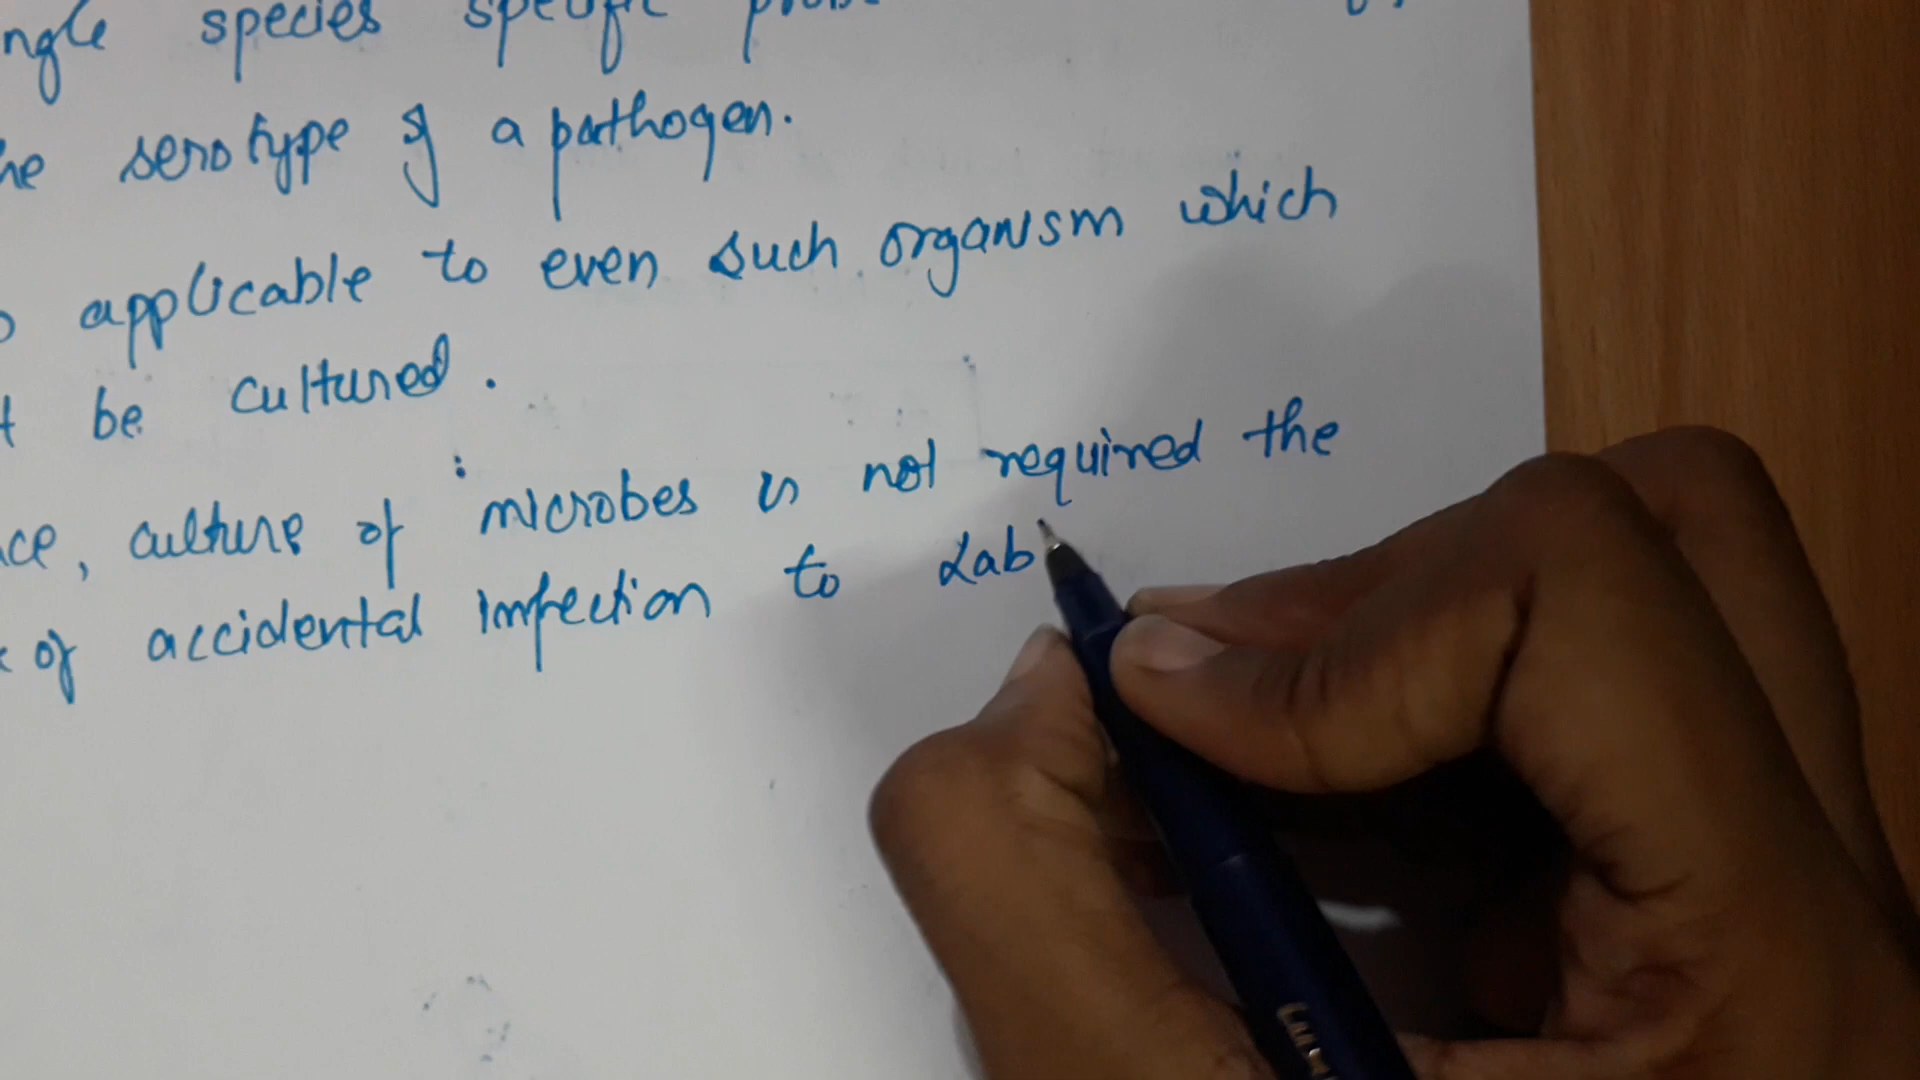 species specific
serotype of a pathogen.
applicable to even such organism which
be cultured.
culture of microbes is not required the
of accidental infection to Lab